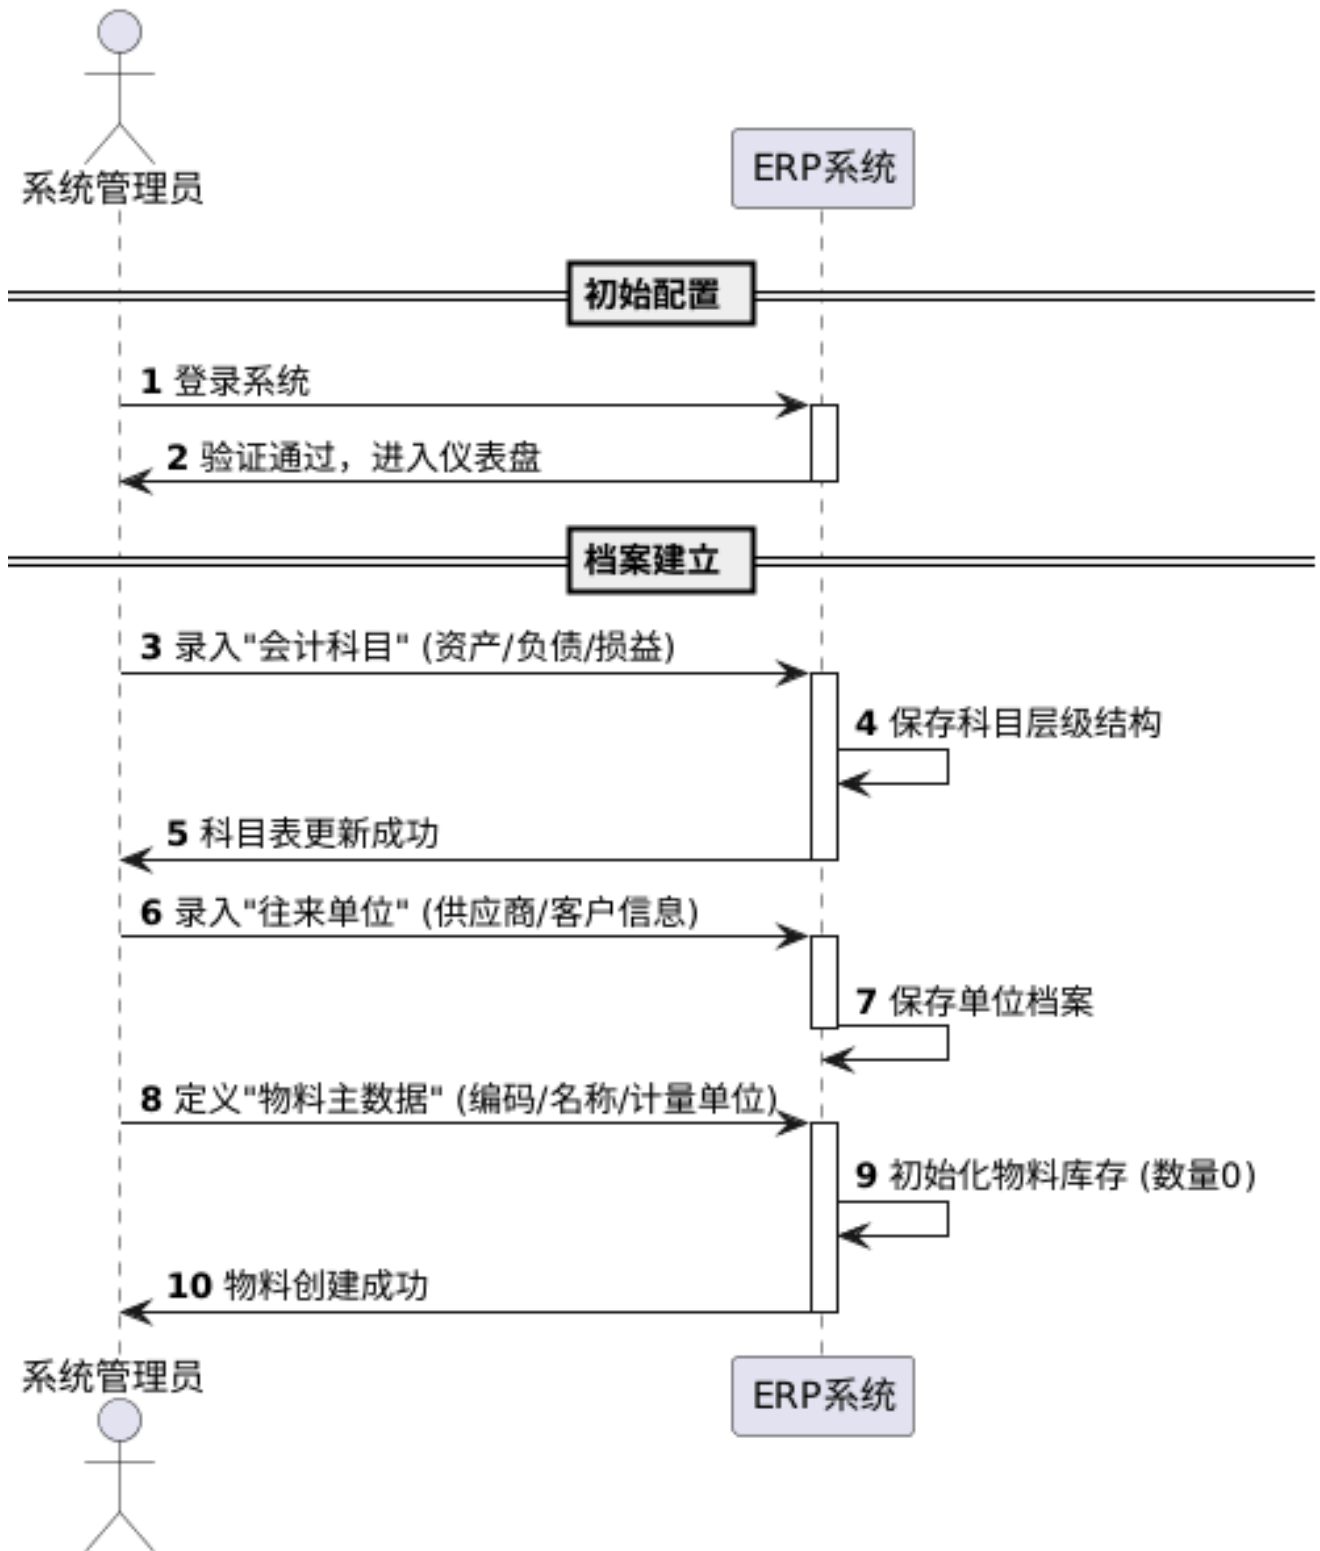 系统管理员
ERP系统
初始配置
1 登录系统
2 验证通过，进入仪表盘
档案建立
3 录入"会计科目" (资产/负债/损益)
4 保存科目层级结构
5 科目表更新成功
6 录入"往来单位" (供应商/客户信息)
7 保存单位档案
8 定义"物料主数据" (编码/名称/计量单位)
9 初始化物料库存 (数量0)
10 物料创建成功
系统管理员
ERP系统